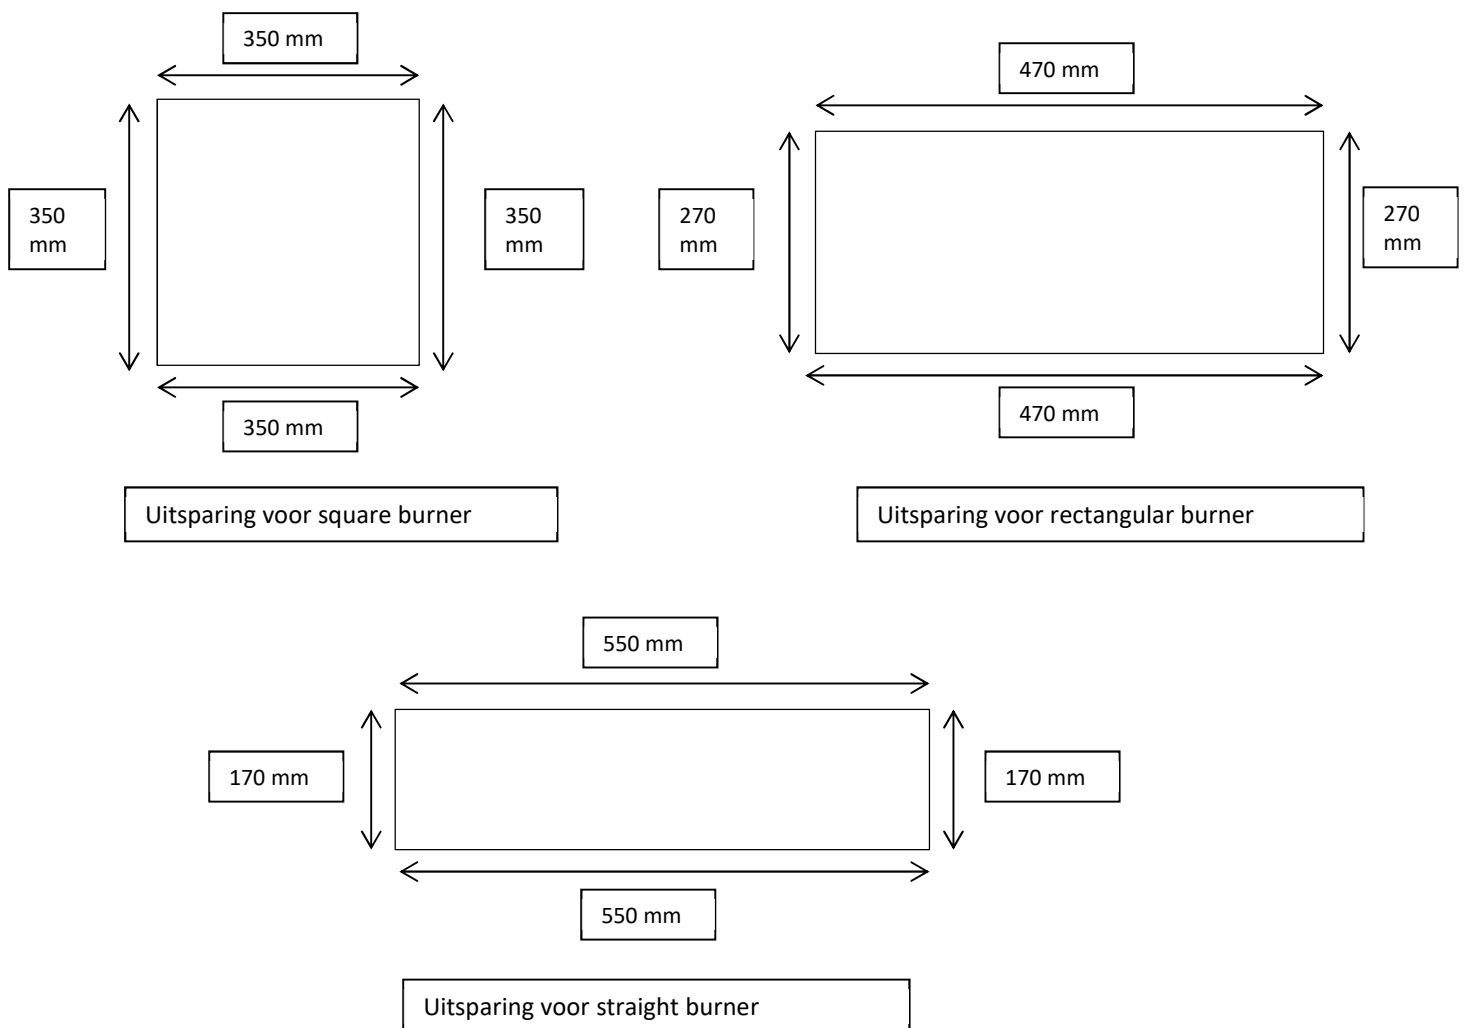 350 mm
350
mm
350
mm
350 mm
Uitsparing voor square burner
470 mm
270
mm
270
mm
470 mm
Uitsparing voor rectangular burner
550 mm
170 mm
170 mm
550 mm
Uitsparing voor straight burner